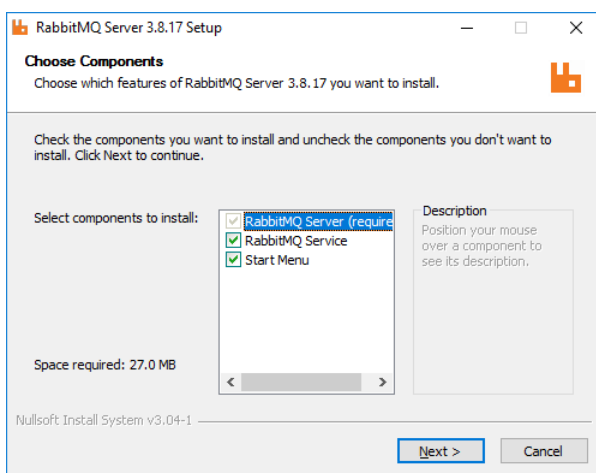 RabbitMQ Server 3.8.17 Setup
Choose Components
Choose which features of RabbitMQ Server 3.8.17 you want to install.
Check the components you want to install and uncheck the components you don't want to
install. Click Next to continue.
Select components to install:
RabbitMQ Server (require
RabbitMQ Service
Start Menu
Description
Position your mouse
over a component to
see its description.
Space required: 27.0 MB
Nullsoft Install System v3.04-1
Next >
Cancel